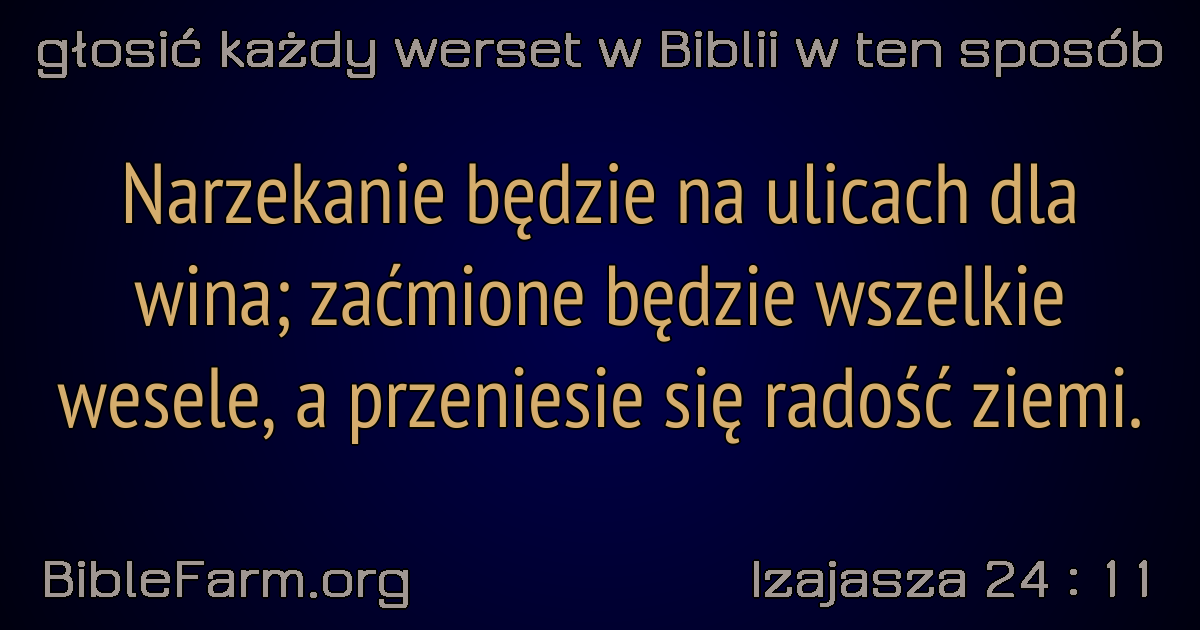 głosić każdy werset w Biblii w ten sposób
Narzekanie będzie na ulicach dla
wina; zaćmione będzie wszelkie
wesele, a przeniesie się radość ziemi.
BibleFarm.org
Izajasza 24 : 11